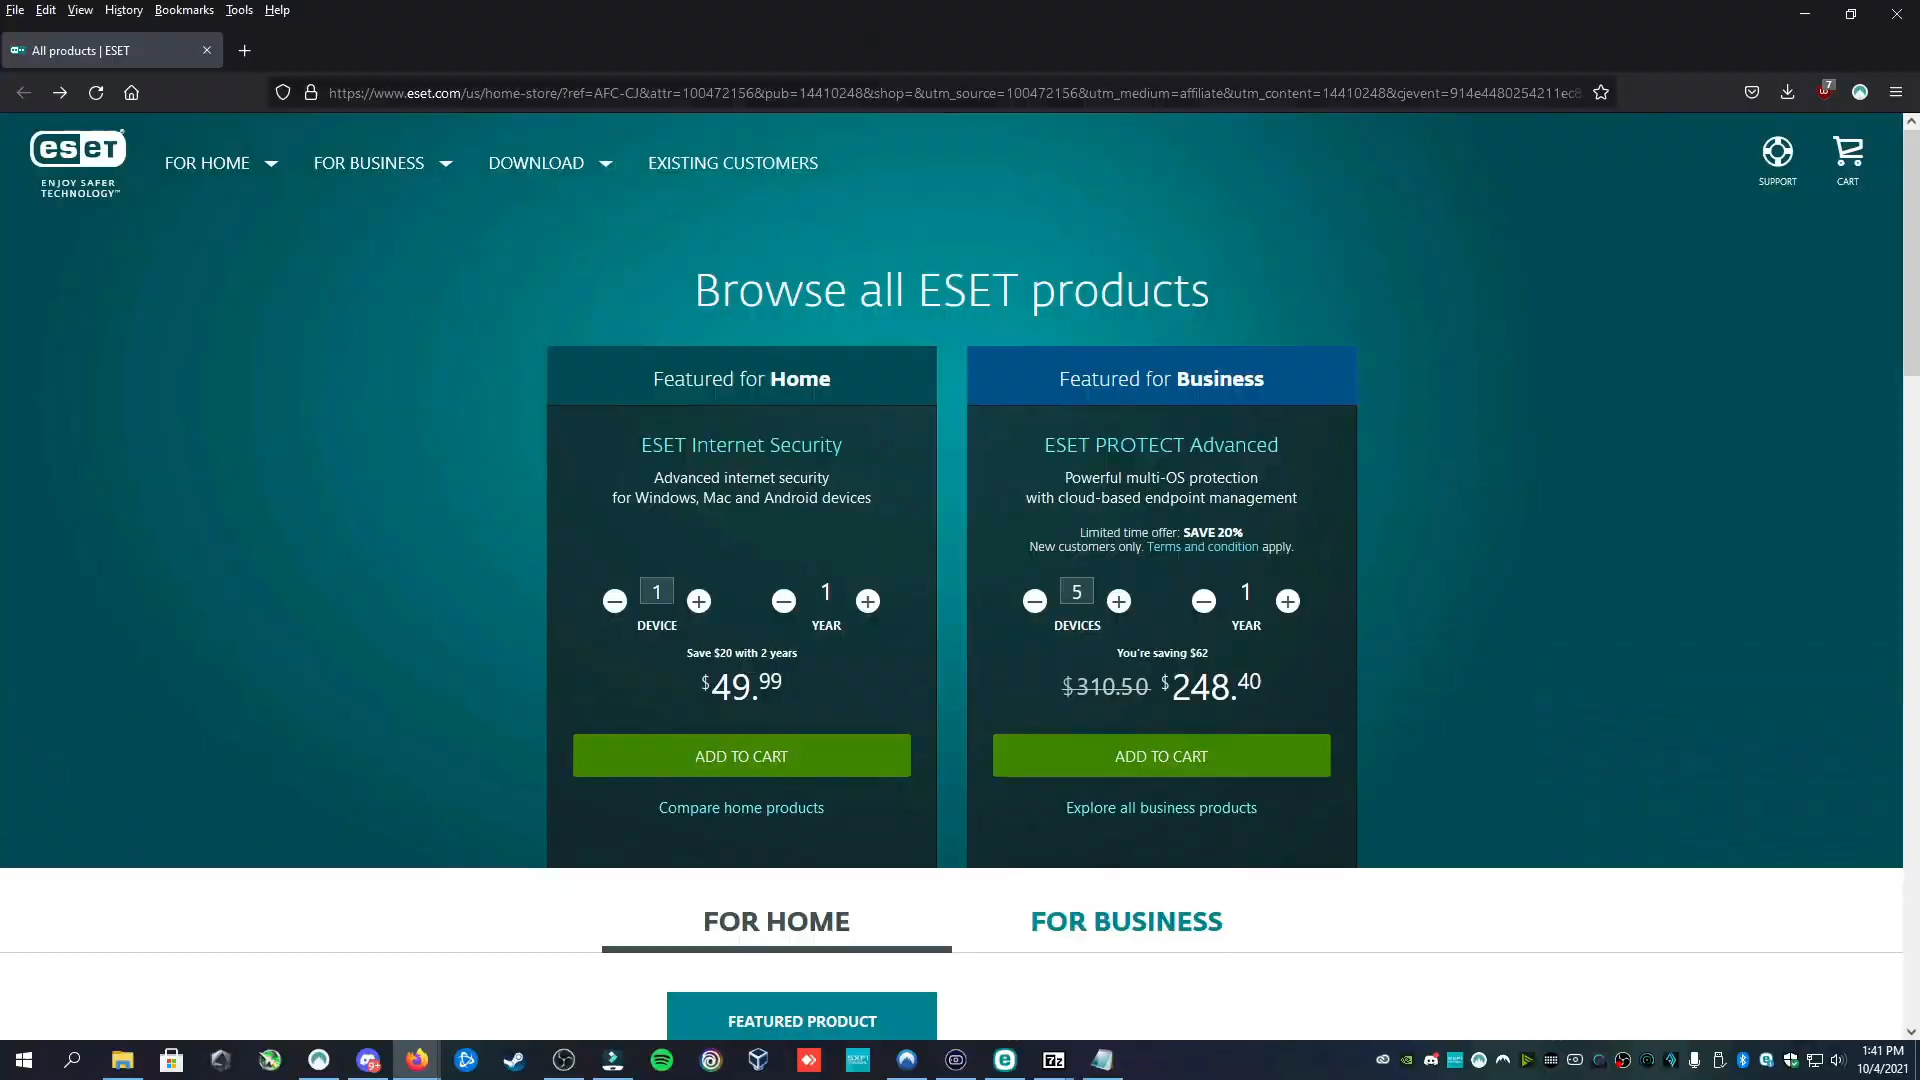 File Edit View History Bookmarks Tools Help
All products | ESET
https://www.eset.com/us/home-store/?ref=AFC-CJ&attr=100472156&pub=14410248&shop=&utm_source=100472156&utm_medium=affiliate&utm_content=14410248&cjevent=914e4480254211ec8
7
eset
ENJOY SAFER
TECHNOLOGY™
FOR HOME
FOR BUSINESS
DOWNLOAD
EXISTING CUSTOMERS
SUPPORT
CART
Browse all ESET products
Featured for Home
ESET Internet Security
Advanced internet security
for Windows, Mac and Android devices
1 1
DEVICE YEAR
Save $20 with 2 years
$49.99
ADD TO CART
Compare home products
Featured for Business
ESET PROTECT Advanced
Powerful multi-OS protection
with cloud-based endpoint management
Limited time offer: SAVE 20%
New customers only. Terms and condition apply.
5 1
DEVICES YEAR
You're saving $62
$310.50 $248.40
ADD TO CART
Explore all business products
FOR HOME FOR BUSINESS
FEATURED PRODUCT
9+
7z
1:41 PM
10/4/2021